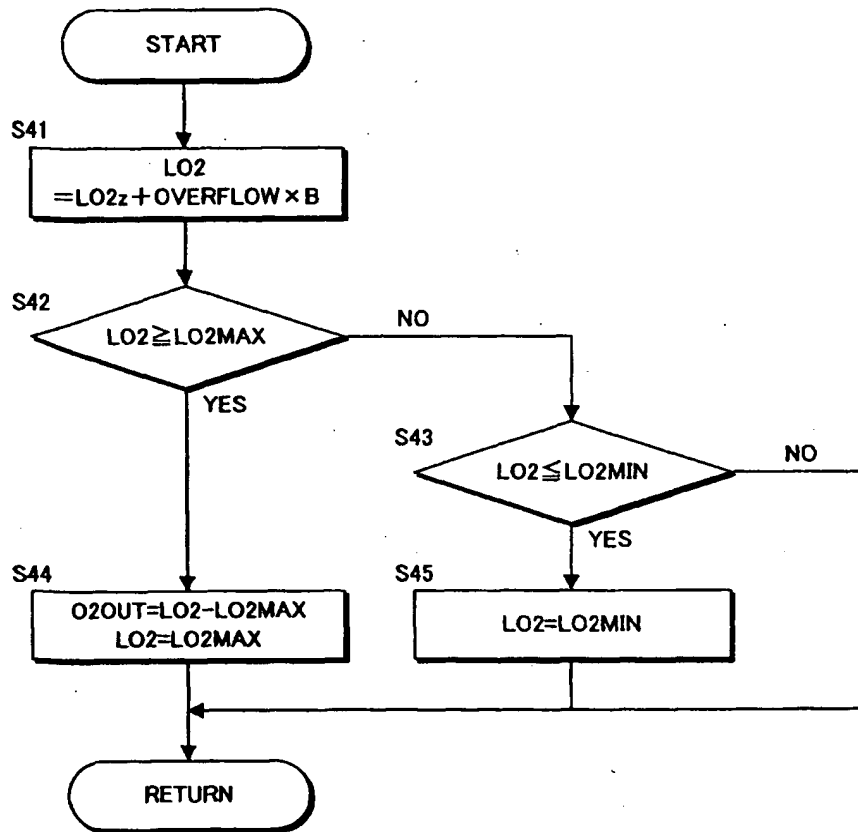 START
S41
LO2
=LO2z+OVERFLOW×B
S42
LO2≧LO2MAX
NO
YES
S43
LO2≦LO2MIN
NO
YES
S44
O2OUT=LO2-LO2MAX
LO2=LO2MAX
S45
LO2=LO2MIN
RETURN